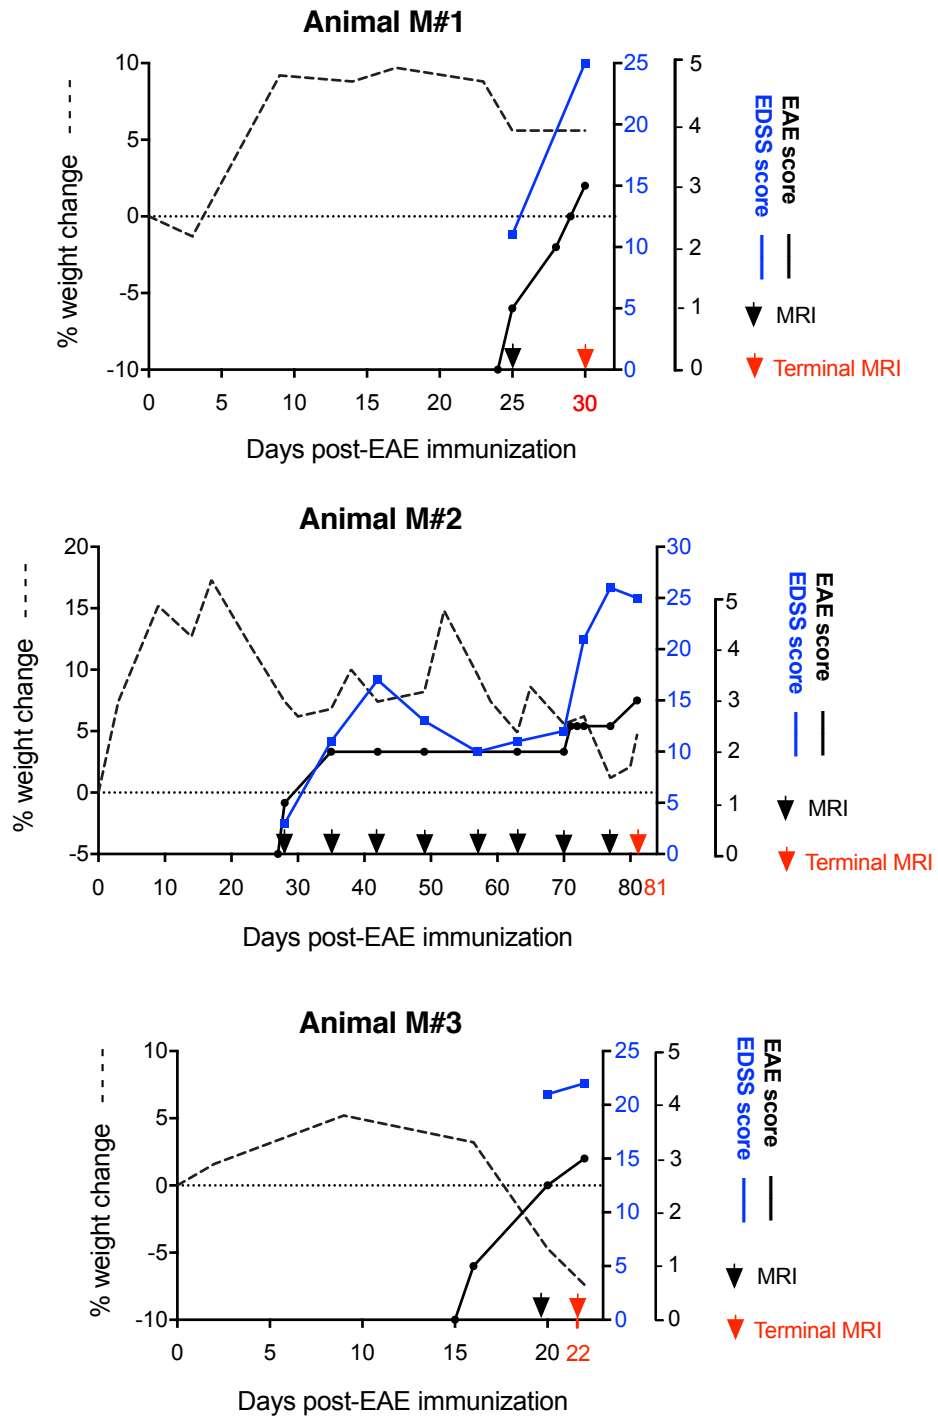 Animal M#1
% weight change
10
5
0
-5
-10
0 5 10 15 20 25 30
Days post-EAE immunization
25
20
15
10
5
0
5
4
3
2
1
0
EAE score
EDSS score
MRI
Terminal MRI
Animal M#2
% weight change
20
15
10
5
0
-5
0 10 20 30 40 50 60 70 80 81
Days post-EAE immunization
30
25
20
15
10
5
0
5
4
3
2
1
0
EAE score
EDSS score
MRI
Terminal MRI
Animal M#3
% weight change
10
5
0
-5
-10
0 5 10 15 20 22
Days post-EAE immunization
25
20
15
10
5
0
5
4
3
2
1
0
EAE score
EDSS score
MRI
Terminal MRI